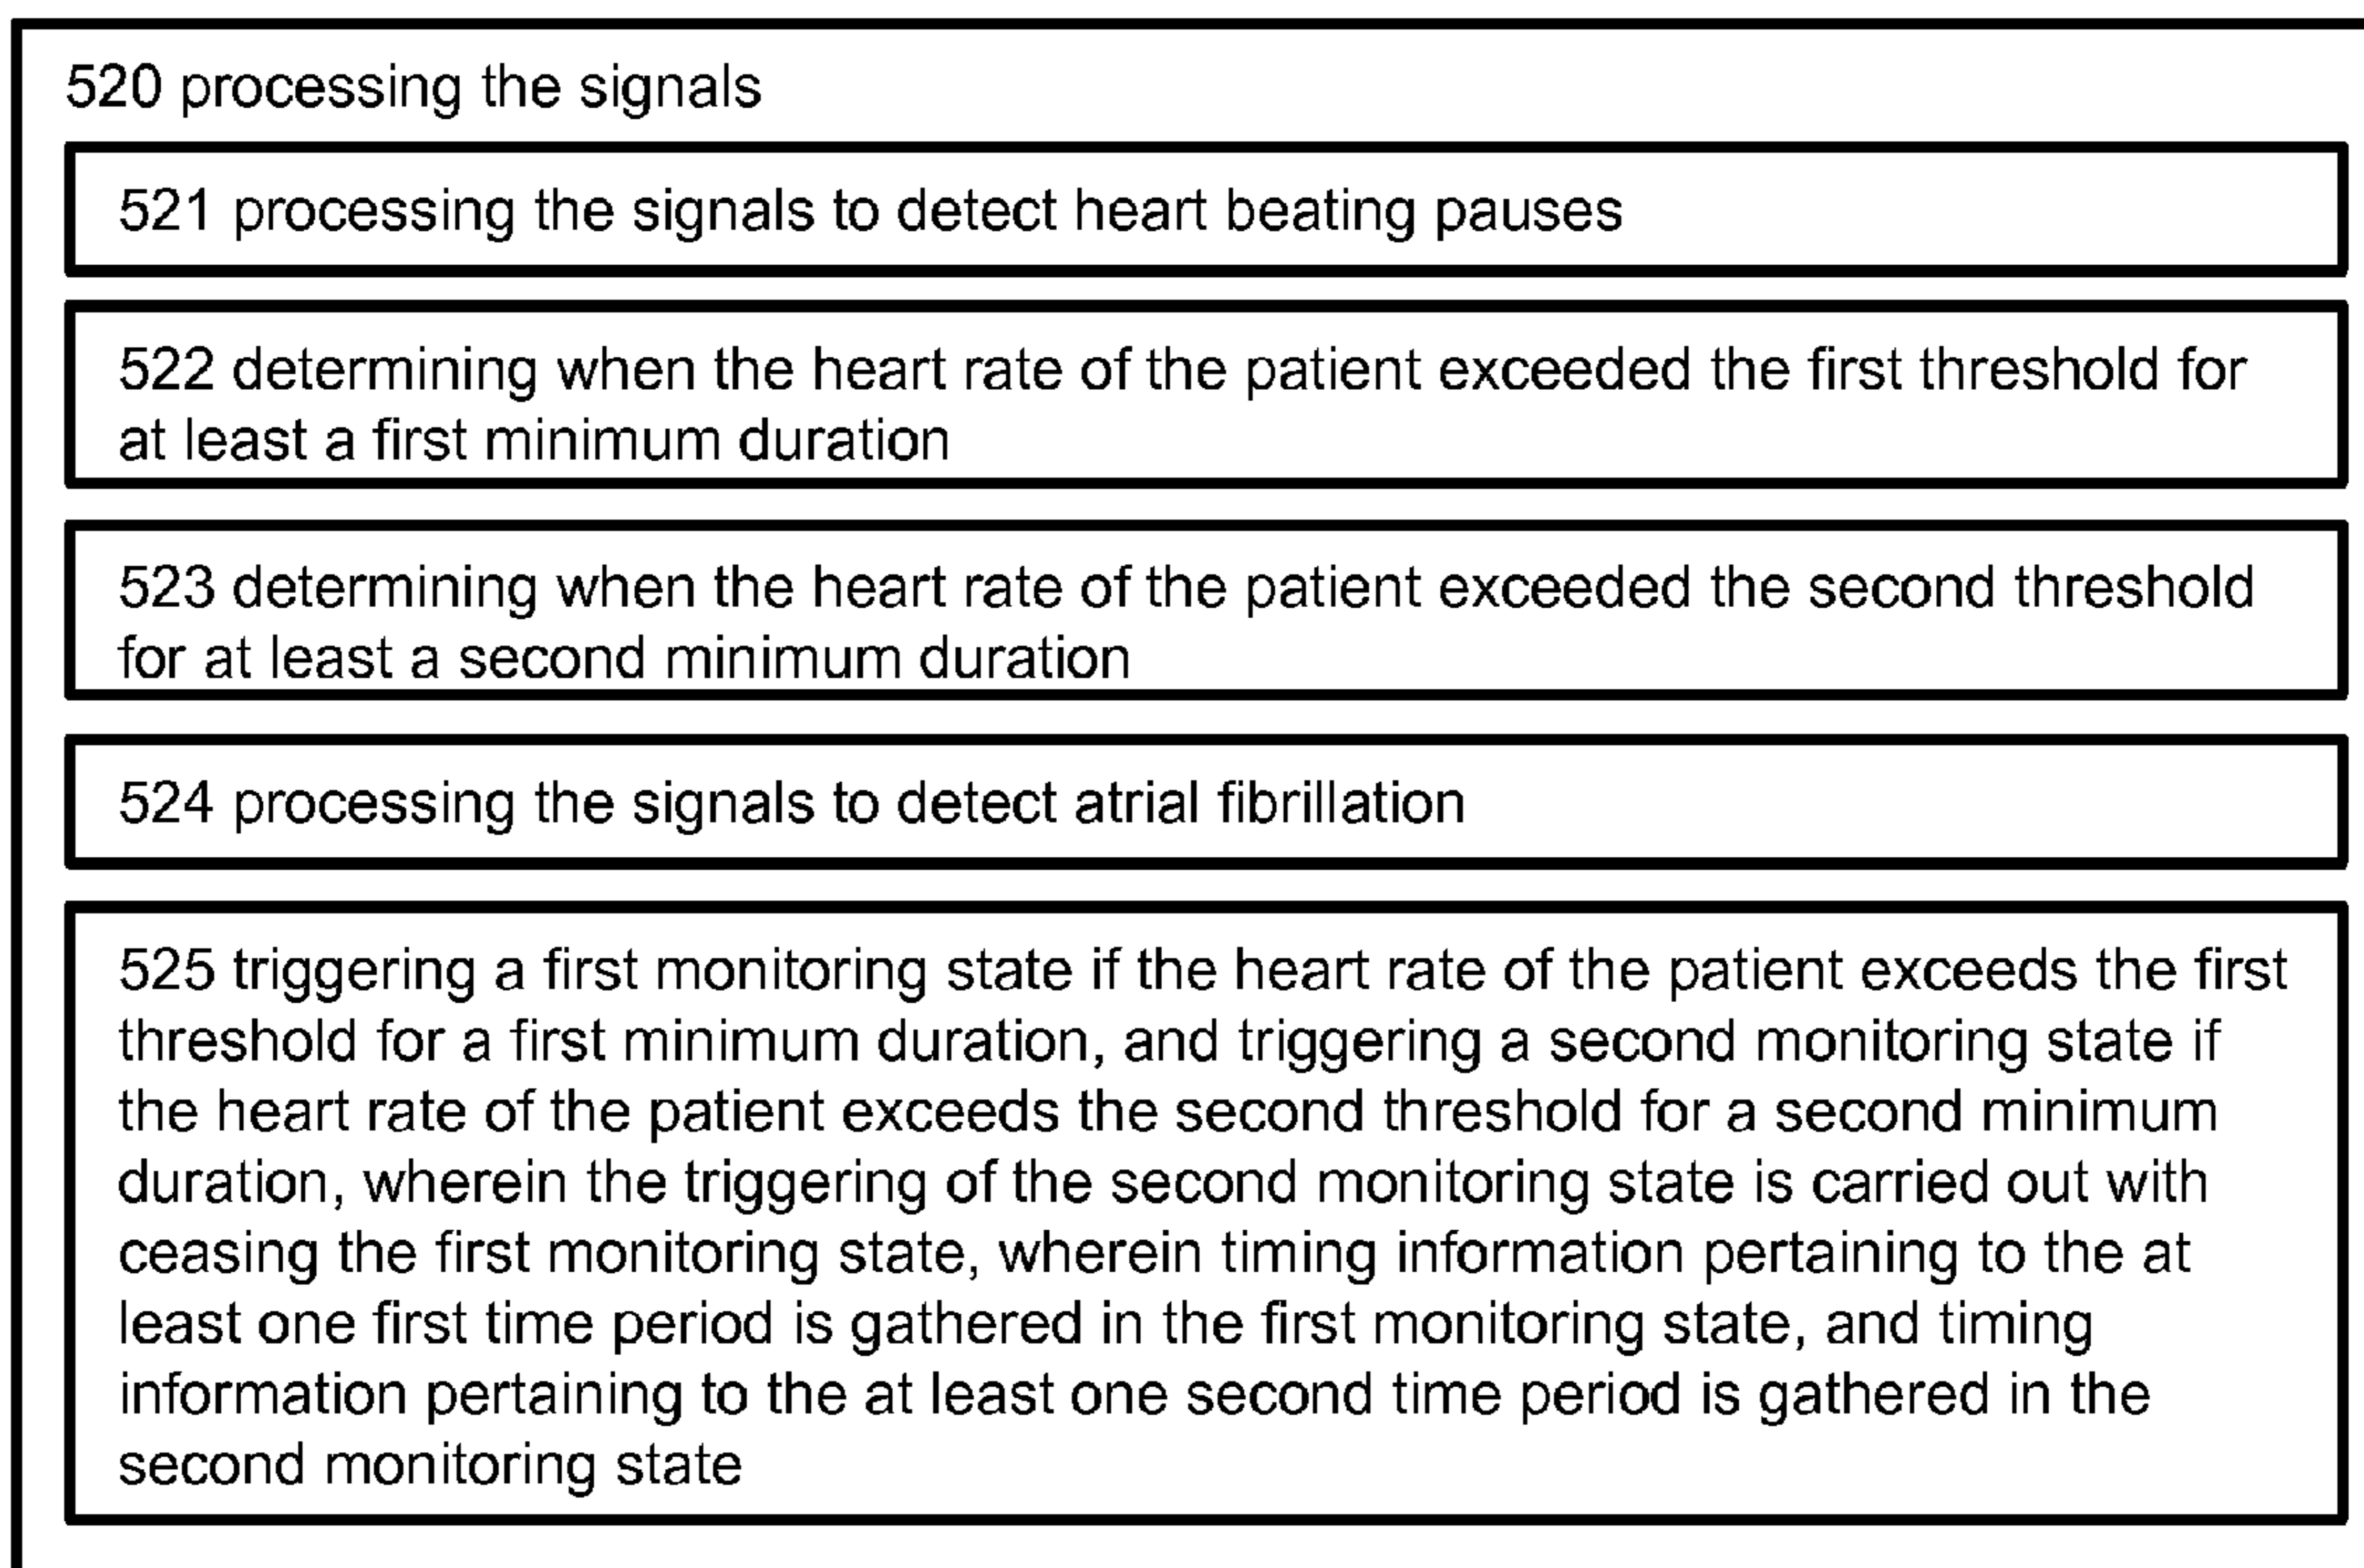 520 processing the signals
521 processing the signals to detect heart beating pauses
522 determining when the heart rate of the patient exceeded the first threshold for
at least a first minimum duration
523 determining when the heart rate of the patient exceeded the second threshold
for at least a second minimum duration
524 processing the signals to detect atrial fibrillation
525 triggering a first monitoring state if the heart rate of the patient exceeds the first
threshold for a first minimum duration, and triggering a second monitoring state if
the heart rate of the patient exceeds the second threshold for a second minimum
duration, wherein the triggering of the second monitoring state is carried out with
ceasing the first monitoring state, wherein timing information pertaining to the at
least one first time period is gathered in the first monitoring state, and timing
information pertaining to the at least one second time period is gathered in the
second monitoring state